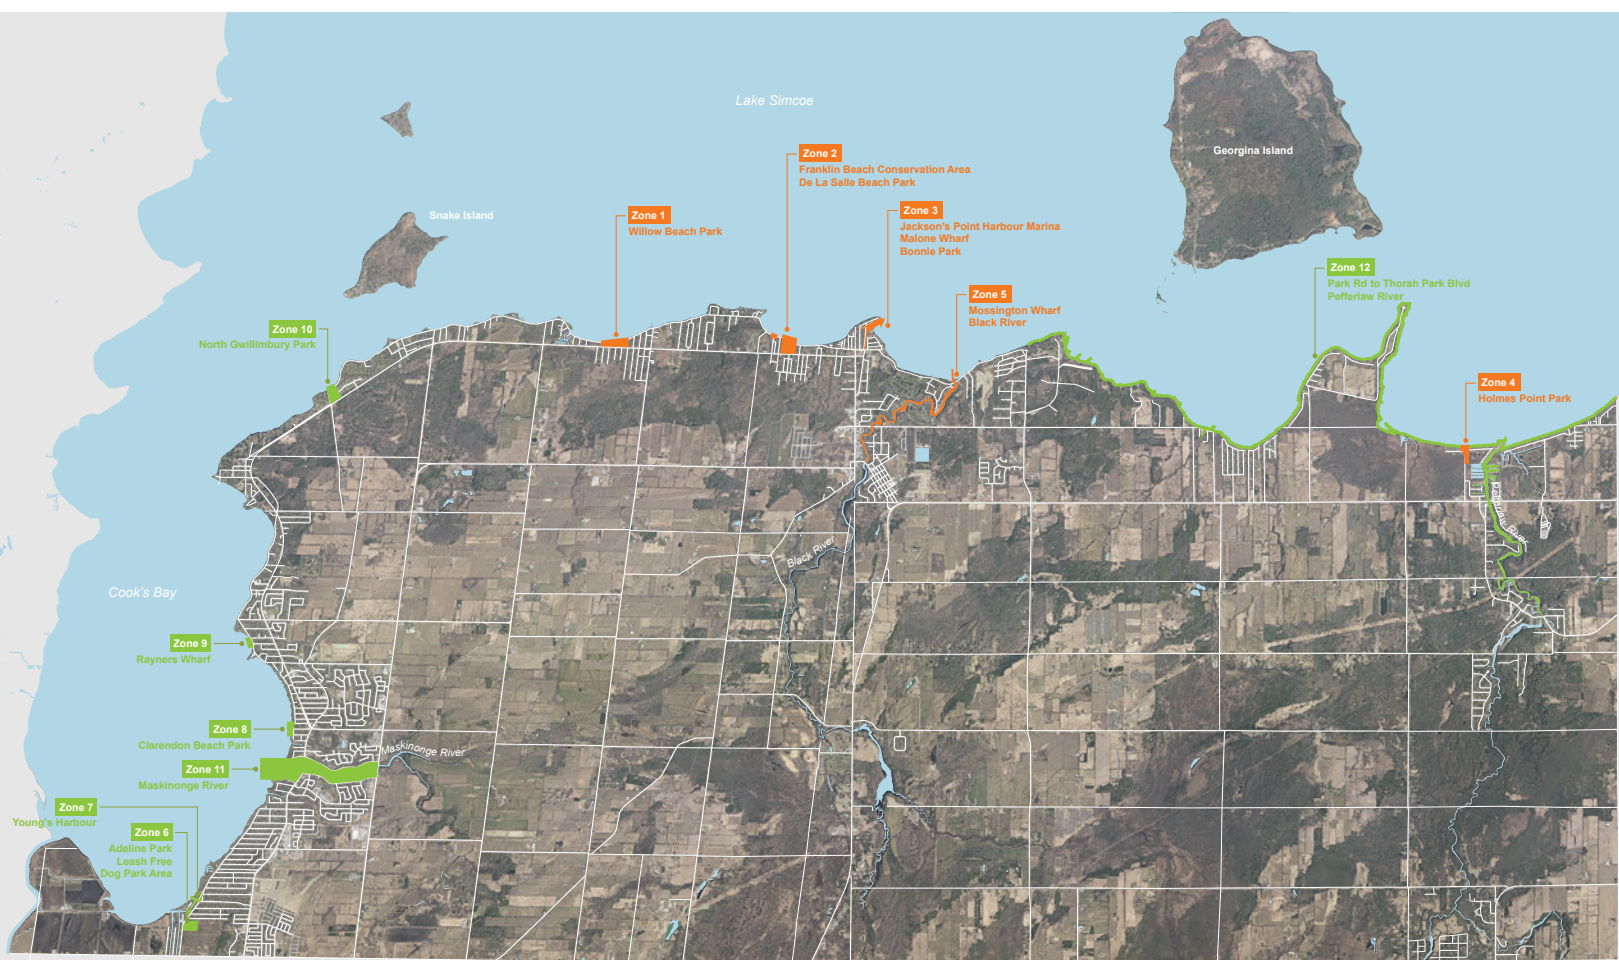 Lake Simcoe
Georgina Island
Snake Island
Zone 2
Franklin Beach Conservation Area
De La Salle Beach Park
Zone 1
Willow Beach Park
Zone 3
Jackson's Point Harbour Marina
Malone Wharf
Bonnie Park
Zone 12
Park Rd to Thorah Park Blvd
Pefferlaw River
Zone 5
Mossington Wharf
Black River
Zone 10
North Gwillimbury Park
Zone 4
Holmes Point Park
Pefferlaw River
Black River
Cook's Bay
Zone 9
Rayners Wharf
Zone 8
Clarendon Beach Park
Maskinonge River
Zone 11
Maskinonge River
Zone 7
Young's Harbour
Zone 6
Adeline Park
Leash Free
Dog Park Area